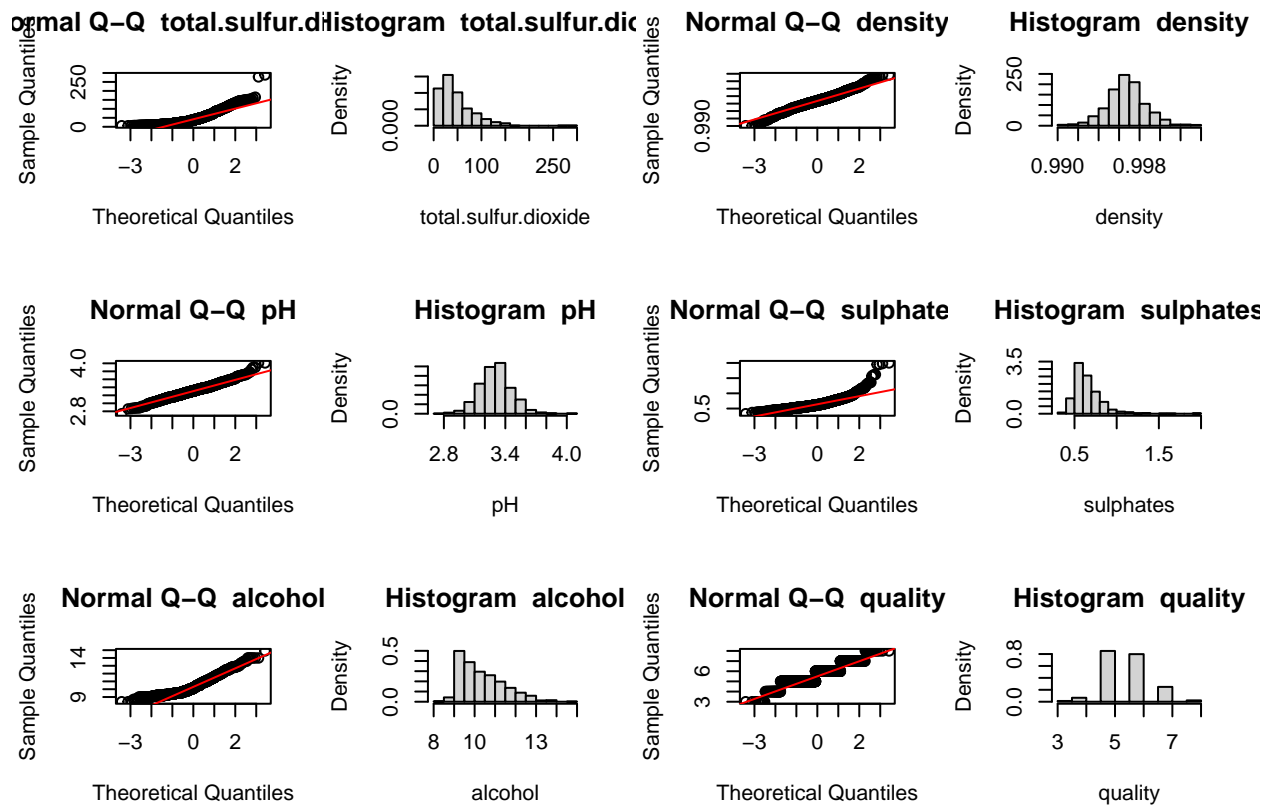 ormal Q−Q total.sulfur.di
Sample Quantiles
0 250
−3 0 2
Theoretical Quantiles
Histogram total.sulfur.dio
Density
0.000
0 100 250
total.sulfur.dioxide
Normal Q−Q density
Sample Quantiles
0.990
−3 0 2
Theoretical Quantiles
Histogram density
Density
0 250
0.990 0.998
density
Normal Q−Q pH
Sample Quantiles
2.8 4.0
−3 0 2
Theoretical Quantiles
Histogram pH
Density
0.0
2.8 3.4 4.0
pH
Normal Q−Q sulphate
Sample Quantiles
0.5
−3 0 2
Theoretical Quantiles
Histogram sulphates
Density
0.0 3.5
0.5 1.5
sulphates
Normal Q−Q alcohol
Sample Quantiles
9 14
−3 0 2
Theoretical Quantiles
Histogram alcohol
Density
0.0 0.5
8 10 13
alcohol
Normal Q−Q quality
Sample Quantiles
3 6
−3 0 2
Theoretical Quantiles
Histogram quality
Density
0.0 0.8
3 5 7
quality